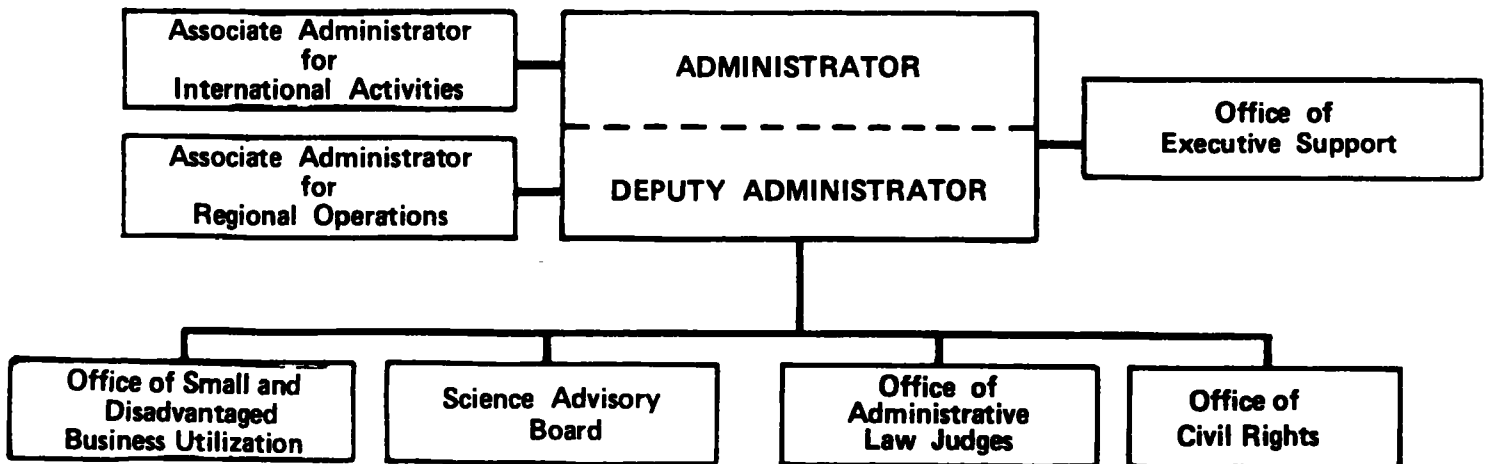 Associate Administrator
for
International Activities
ADMINISTRATOR
Office of
Executive Support
Associate Administrator
for
Regional Operations
DEPUTY ADMINISTRATOR
Office of Small and
Disadvantaged
Business Utilization
Science Advisory
Board
Office of
Administrative
Law Judges
Office of
Civil Rights